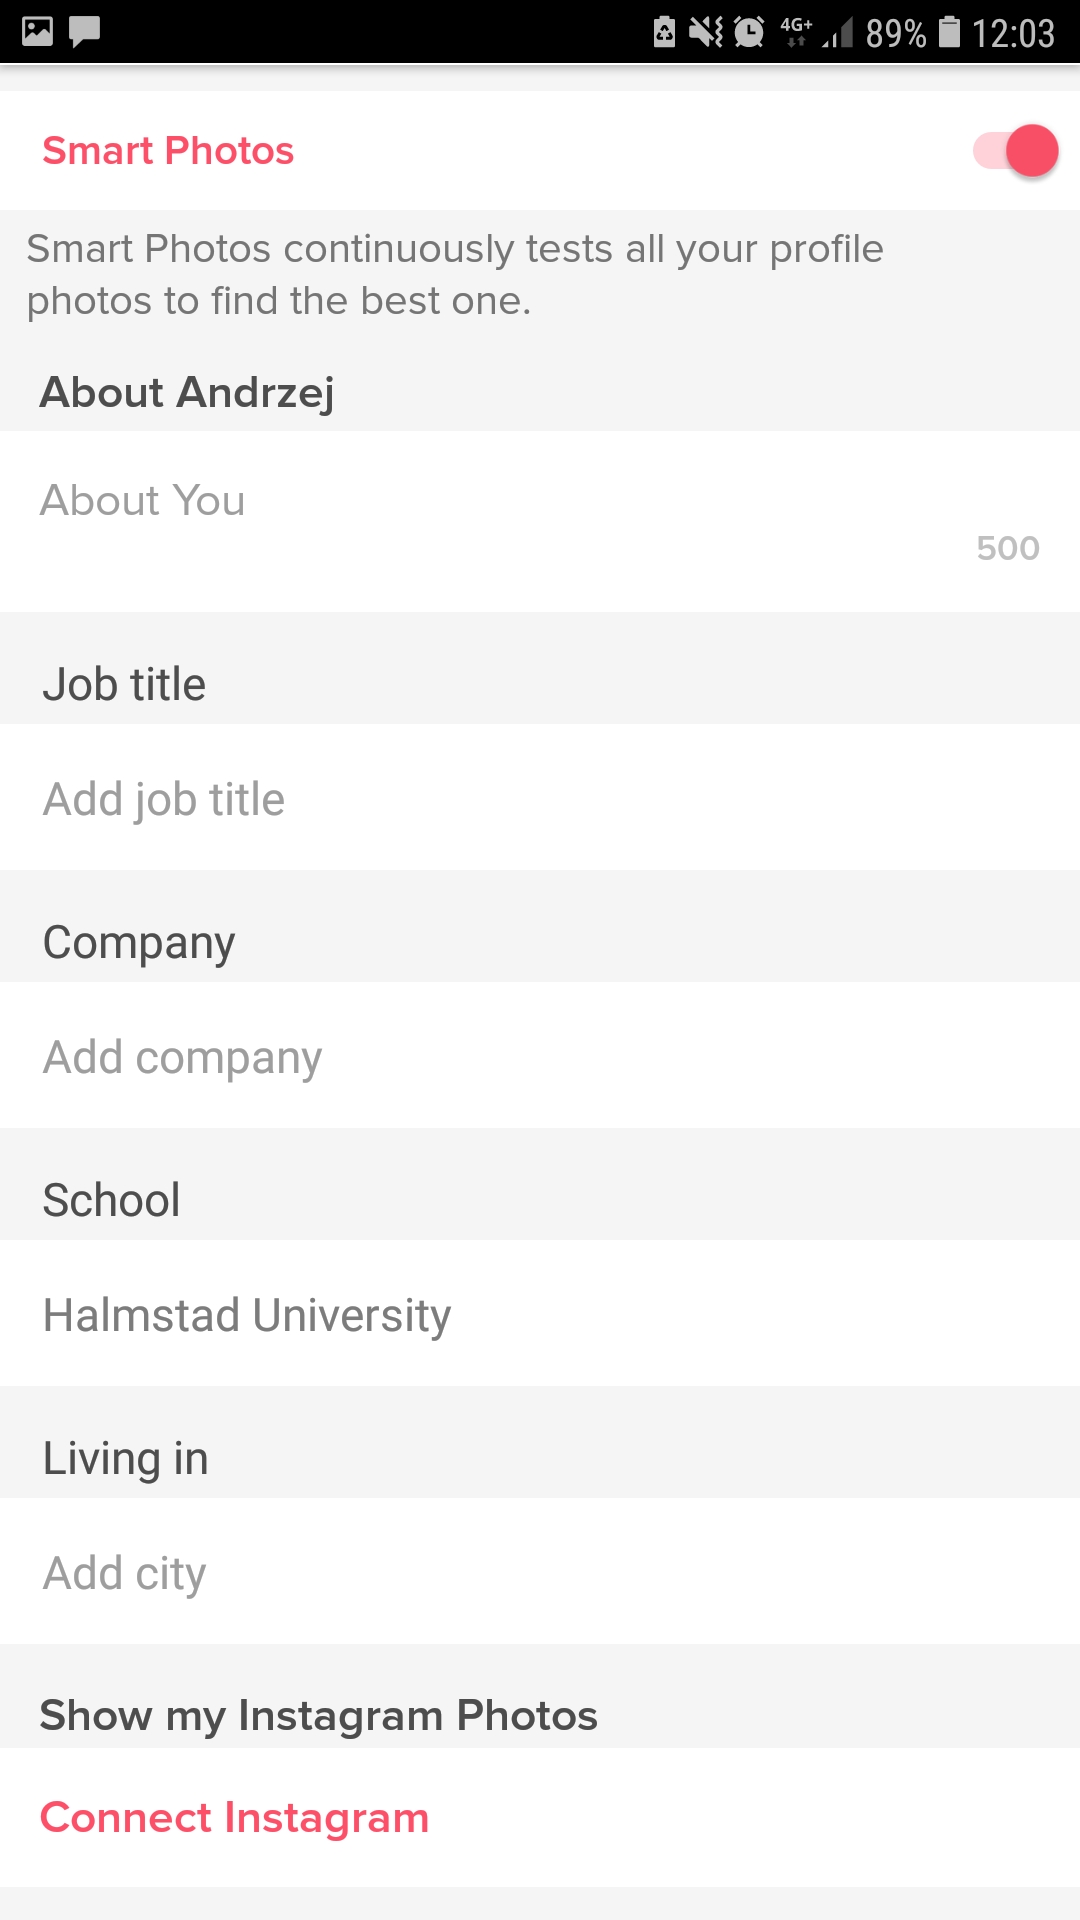 4G+ 89% 12:03
Smart Photos
Smart Photos continuously tests all your profile
photos to find the best one.
About Andrzej
About You
500
Job title
Add job title
Company
Add company
School
Halmstad University
Living in
Add city
Show my Instagram Photos
Connect Instagram